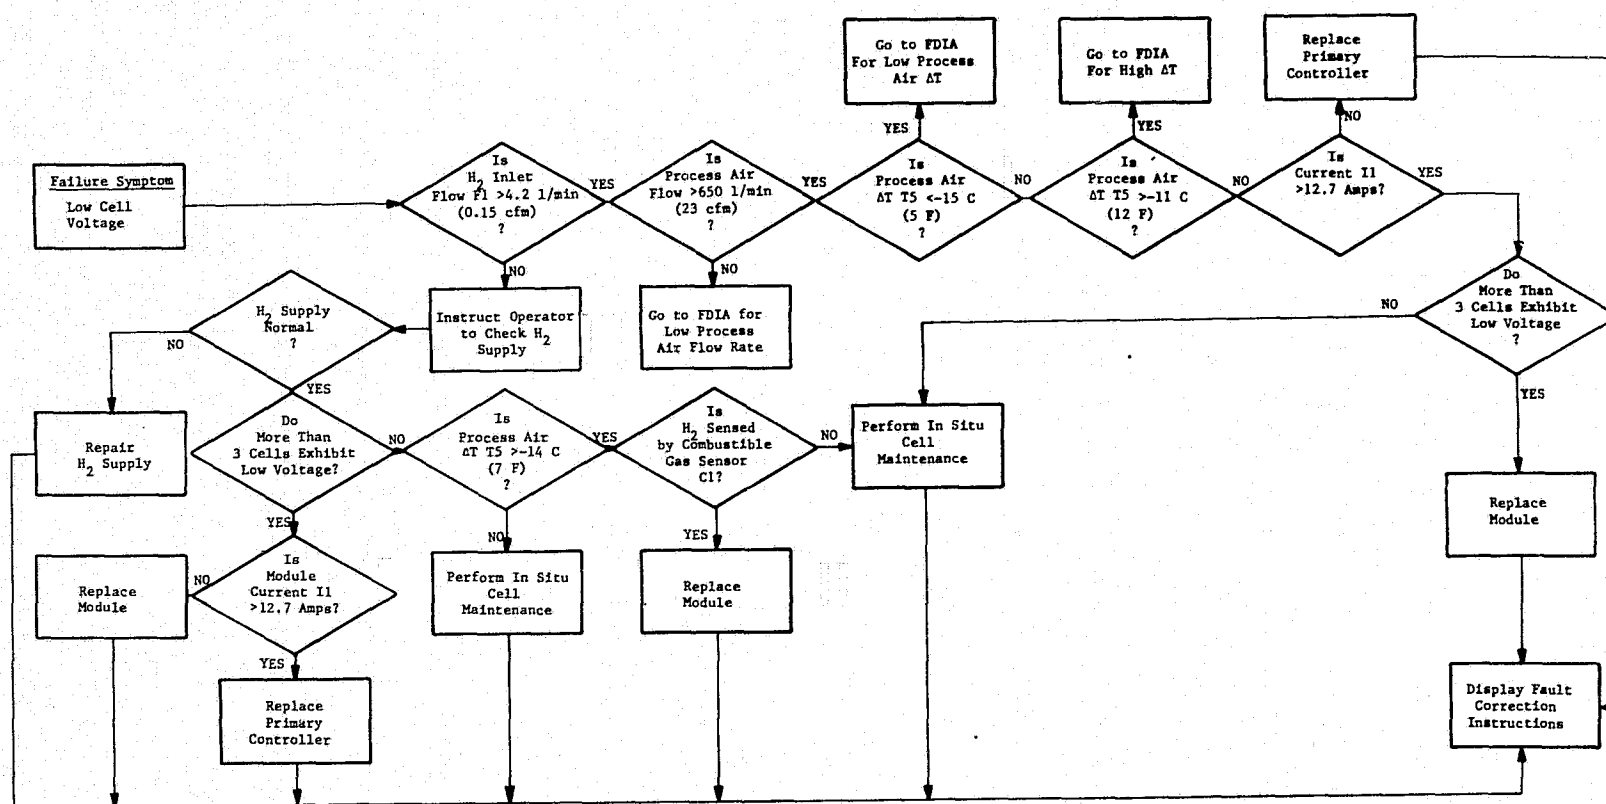 Go to FDIA
For Low Process
Air ΔT
Go to FDIA
For High ΔT
Replace
Primary
Controller
YES
YES
NO
Failure Symptom
Low Cell
Voltage
Is
H2 Inlet
Flow F1 >4.2 l/min
(0.15 cfm)
?
YES
Is
Process Air
Flow >650 l/min
(23 cfm)
?
YES
Is
Process Air
ΔT T5 <-15 C
(5 F)
?
NO
Is
Process Air
ΔT T5 >-11 C
(12 F)
?
NO
Is
Current I1
>12.7 Amps?
YES
NO
NO
Instruct Operator
to Check H2
Supply
Go to FDIA for
Low Process
Air Flow Rate
H2 Supply
Normal
?
NO
YES
Do
More Than
3 Cells Exhibit
Low Voltage
?
NO
YES
Repair
H2 Supply
Do
More Than
3 Cells Exhibit
Low Voltage?
NO
Is
Process Air
ΔT T5 >-14 C
(7 F)
?
YES
Is
H2 Sensed
by Combustible
Gas Sensor
C1?
NO
Perform In Situ
Cell
Maintenance
YES
NO
YES
Replace
Module
Replace
Module
NO
Is
Module
Current I1
>12.7 Amps?
Perform In Situ
Cell
Maintenance
Replace
Module
YES
Replace
Primary
Controller
Display Fault
Correction
Instructions